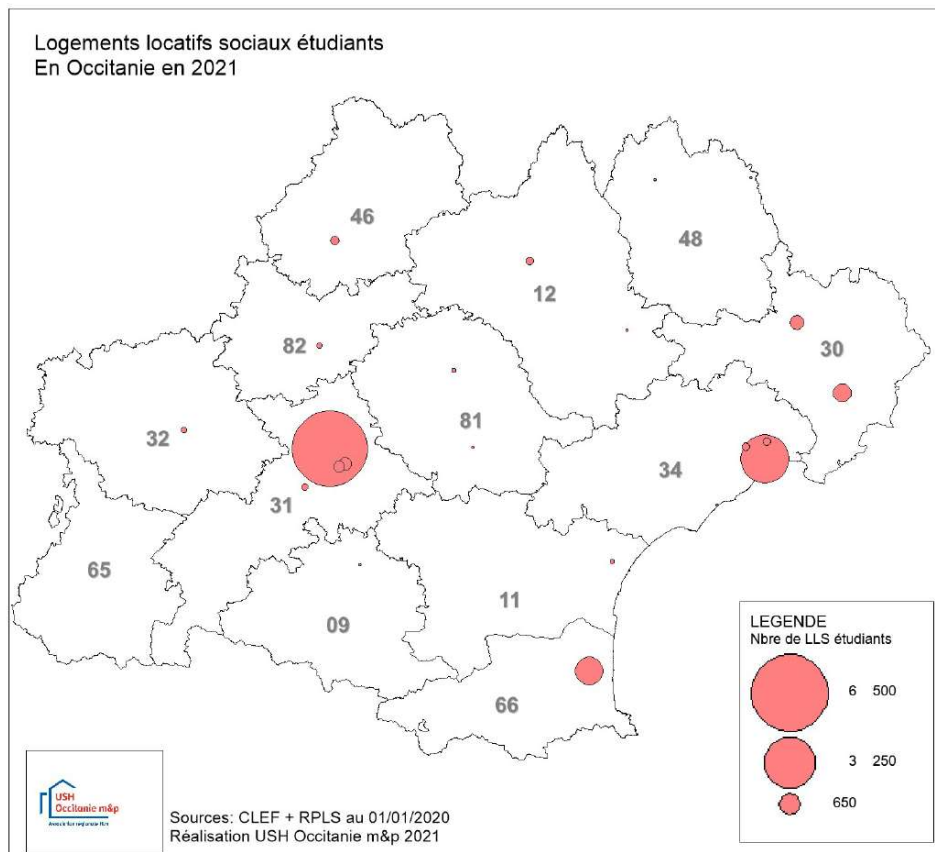 Logements locatifs sociaux étudiants
En Occitanie en 2021
46
48
12
30
82
81
32
34
31
65
11
09
66
LEGENDE
Nbre de LLS étudiants
6 500
3 250
650
USH
Occitanie m&p
Sources: CLEF + RPLS au 01/01/2020
Réalisation USH Occitanie m&p 2021